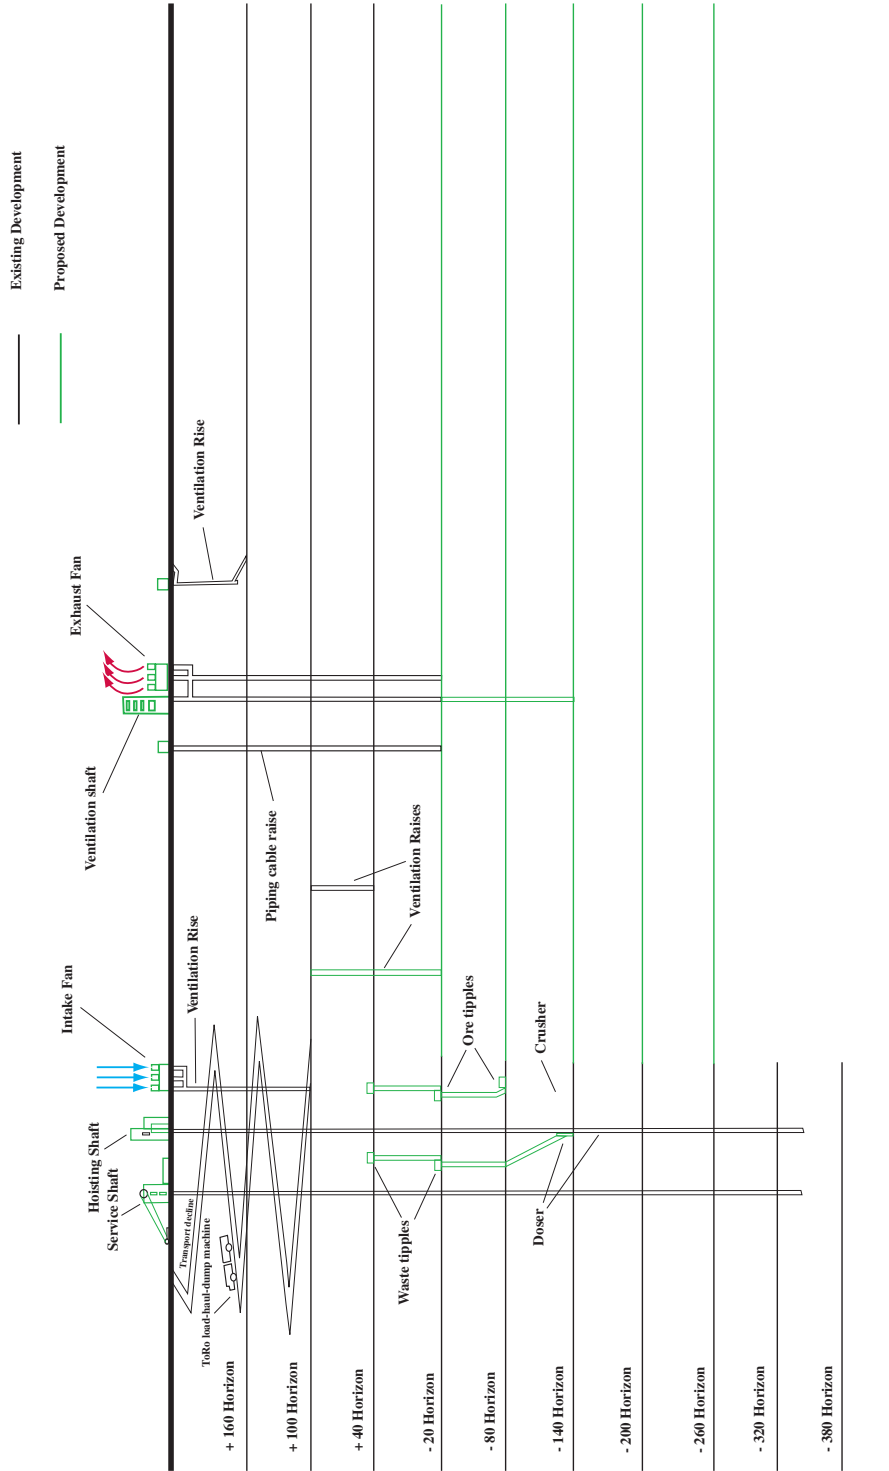 Existing Development
Proposed Development
Service Shaft
Hoisting Shaft
Intake Fan
Ventilation shaft
Exhaust Fan
Transport decline
ToRo load-haul-dump machine
Ventilation Rise
Piping cable raise
Ventilation Rise
Ventilation Raises
Waste tipples
Ore tipples
Doser
Crusher
+ 160 Horizon
+ 100 Horizon
+ 40 Horizon
- 20 Horizon
- 80 Horizon
- 140 Horizon
- 200 Horizon
- 260 Horizon
- 320 Horizon
- 380 Horizon